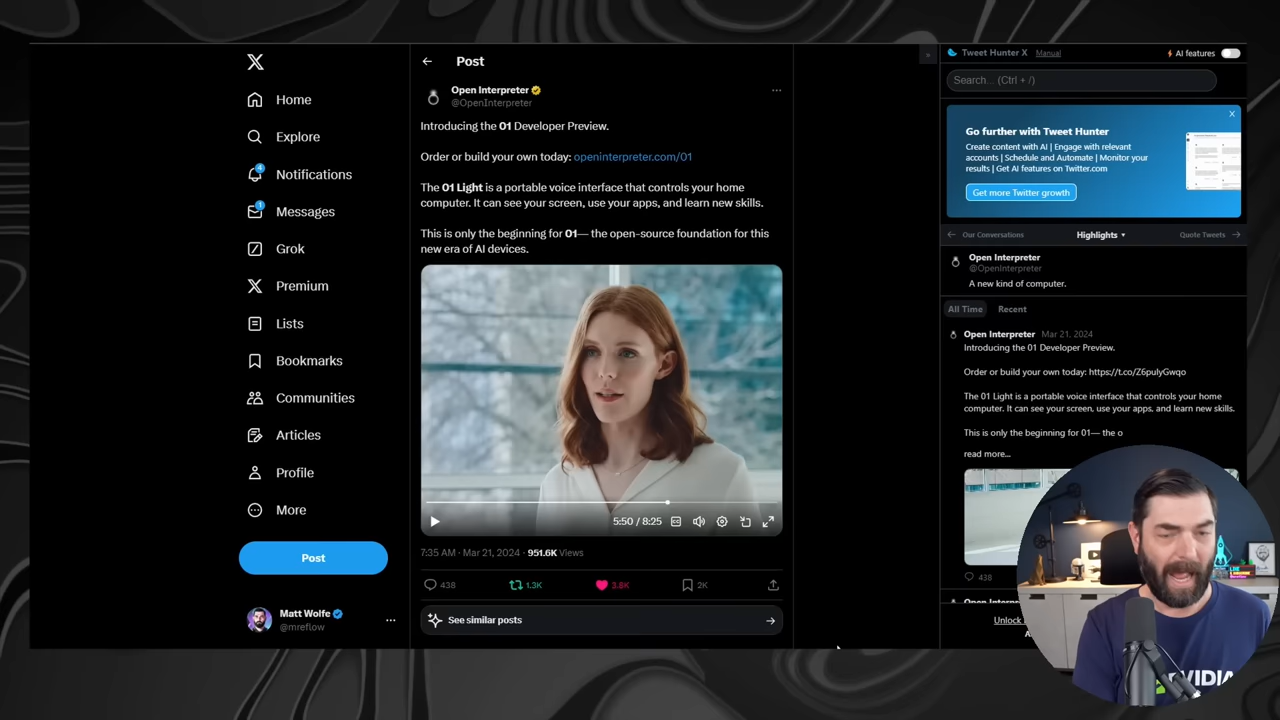 Home
Explore
4
Notifications
1
Messages
Grok
Premium
Lists
Bookmarks
Communities
Articles
Profile
More
Post
Matt Wolfe
@mreflow
Post
Open Interpreter
@OpenInterpreter
Introducing the 01 Developer Preview.
Order or build your own today: openinterpreter.com/01
The 01 Light is a portable voice interface that controls your home
computer. It can see your screen, use your apps, and learn new skills.
This is only the beginning for 01— the open-source foundation for this
new era of AI devices.
5:50 / 8:25
7:35 AM · Mar 21, 2024 · 951.6K Views
438 1.3K 3.8K 2K
See similar posts
Tweet Hunter X Manual AI features
Search... (Ctrl + /)
Go further with Tweet Hunter
Create content with AI | Engage with relevant
accounts | Schedule and Automate | Monitor your
results | Get AI features on Twitter.com
Get more Twitter growth
Our Conversations Highlights Quote Tweets
Open Interpreter
@OpenInterpreter
A new kind of computer.
All Time Recent
Open Interpreter Mar 21, 2024
Introducing the 01 Developer Preview.
Order or build your own today: https://t.co/Z6pulyGwqo
The 01 Light is a portable voice interface that controls your home
computer. It can see your screen, use your apps, and learn new skills.
This is only the beginning for 01— the o
read more...
438
Unlock